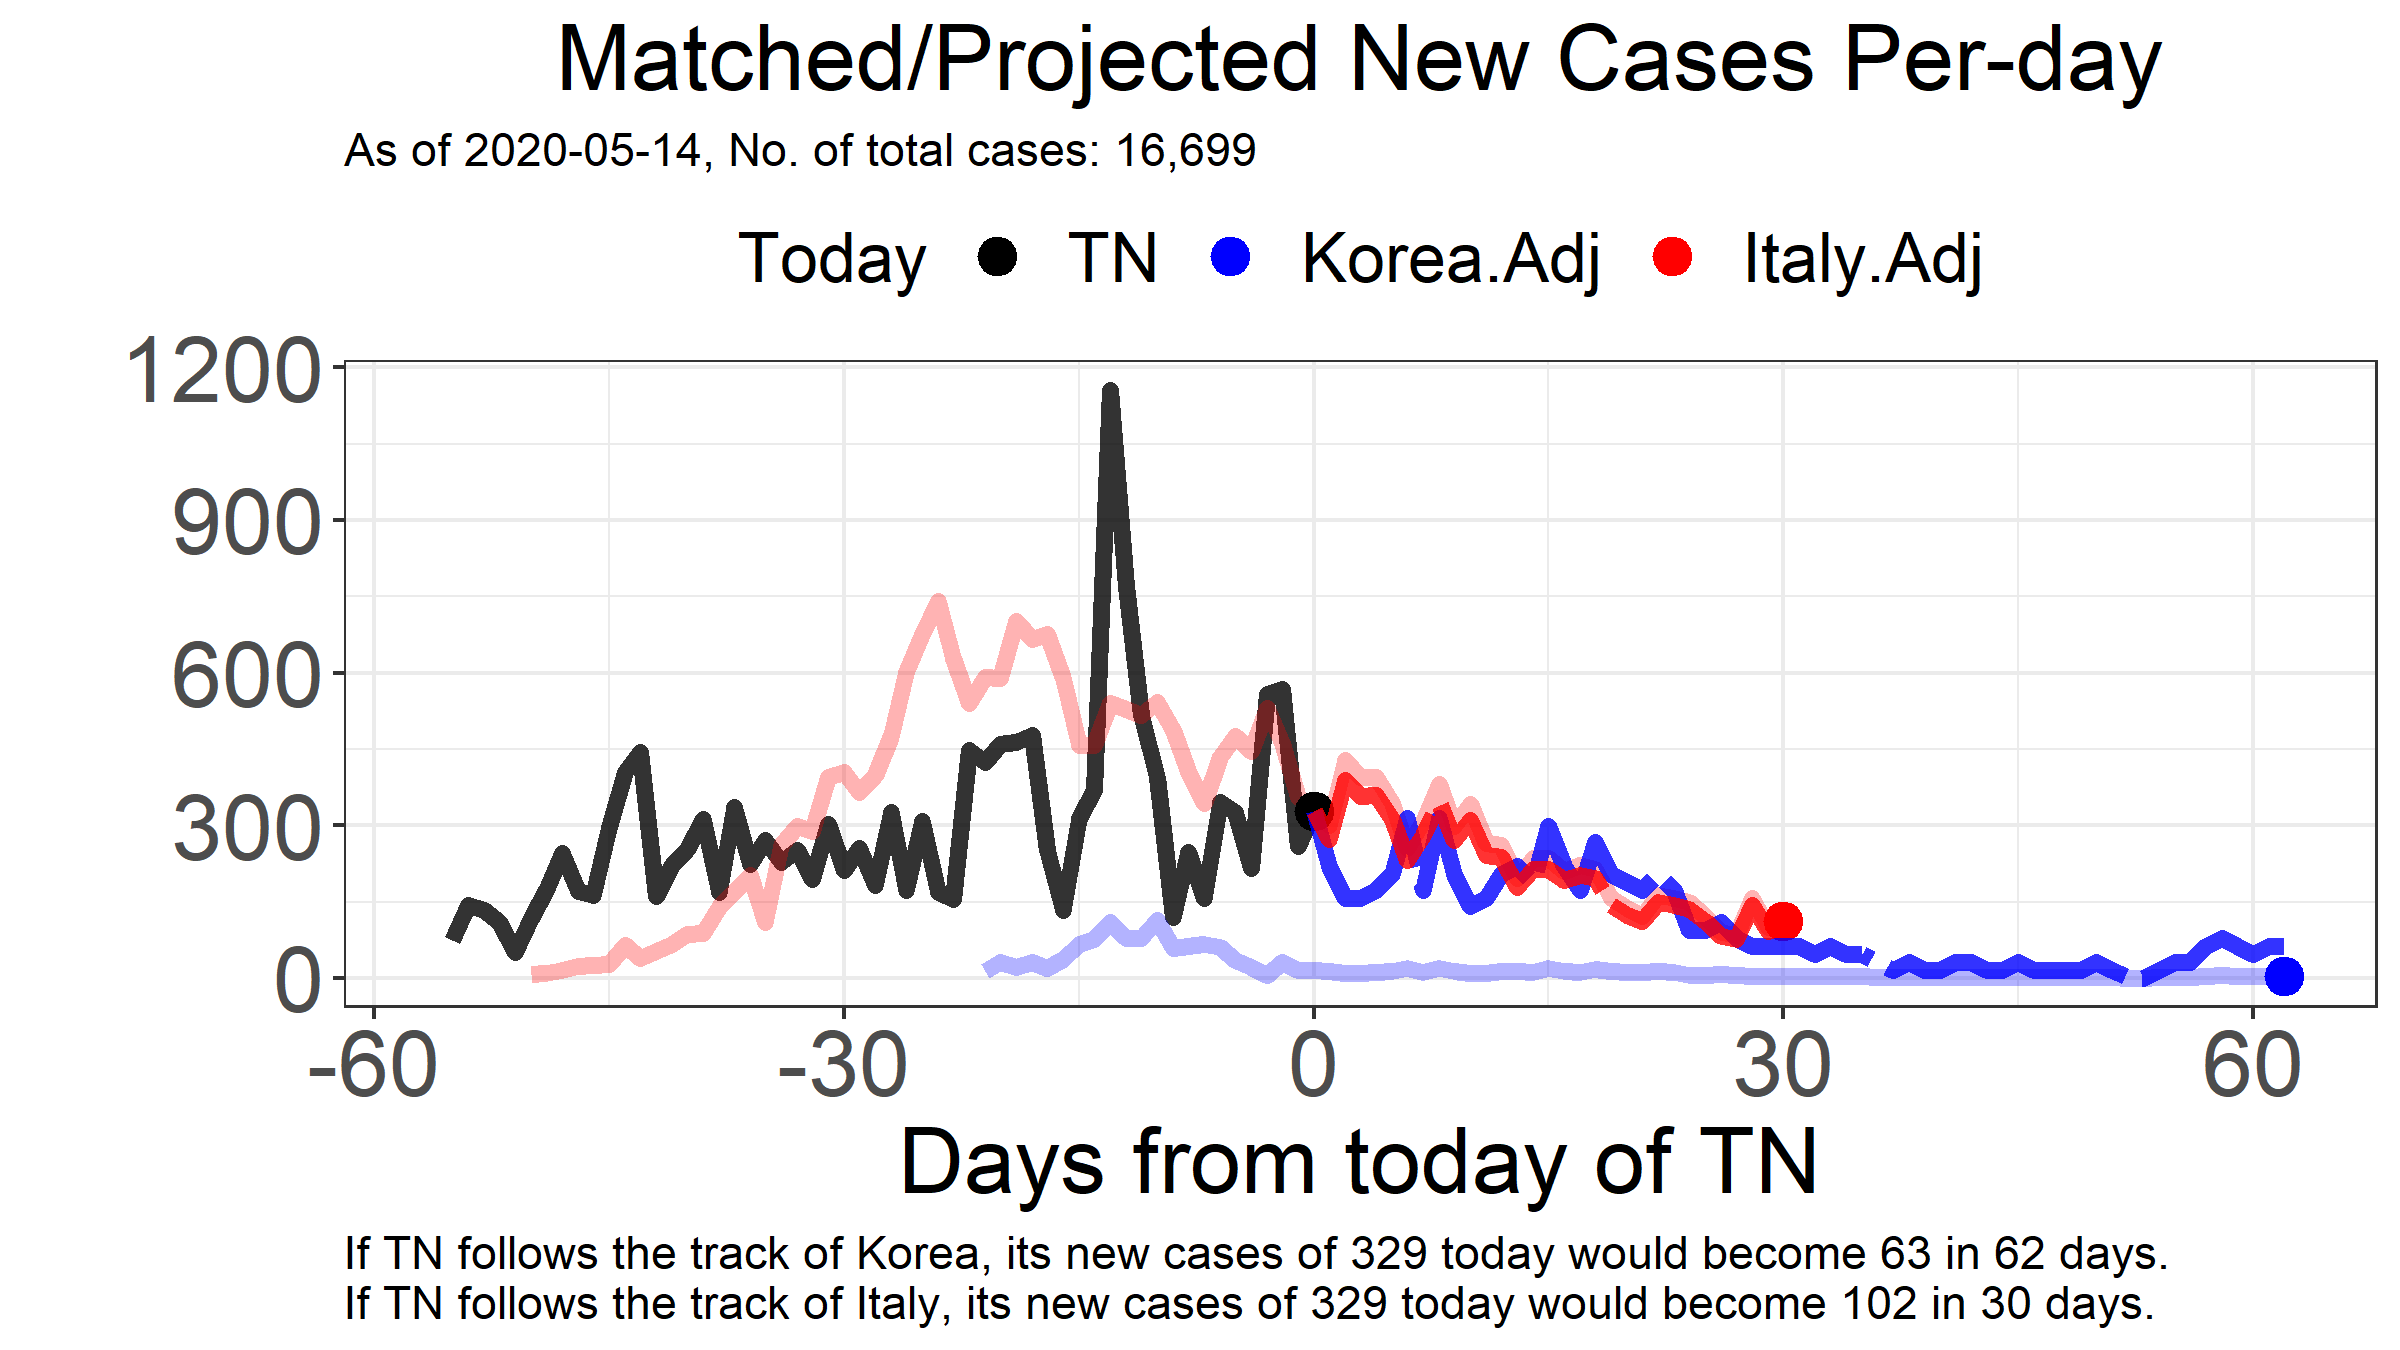 Matched/Projected New Cases Per-day
As of 2020-05-14, No. of total cases: 16,699
Today TN Korea.Adj Italy.Adj
1200
900
600
300
0
-60 -30 0 30 60
Days from today of TN
If TN follows the track of Korea, its new cases of 329 today would become 63 in 62 days.
If TN follows the track of Italy, its new cases of 329 today would become 102 in 30 days.